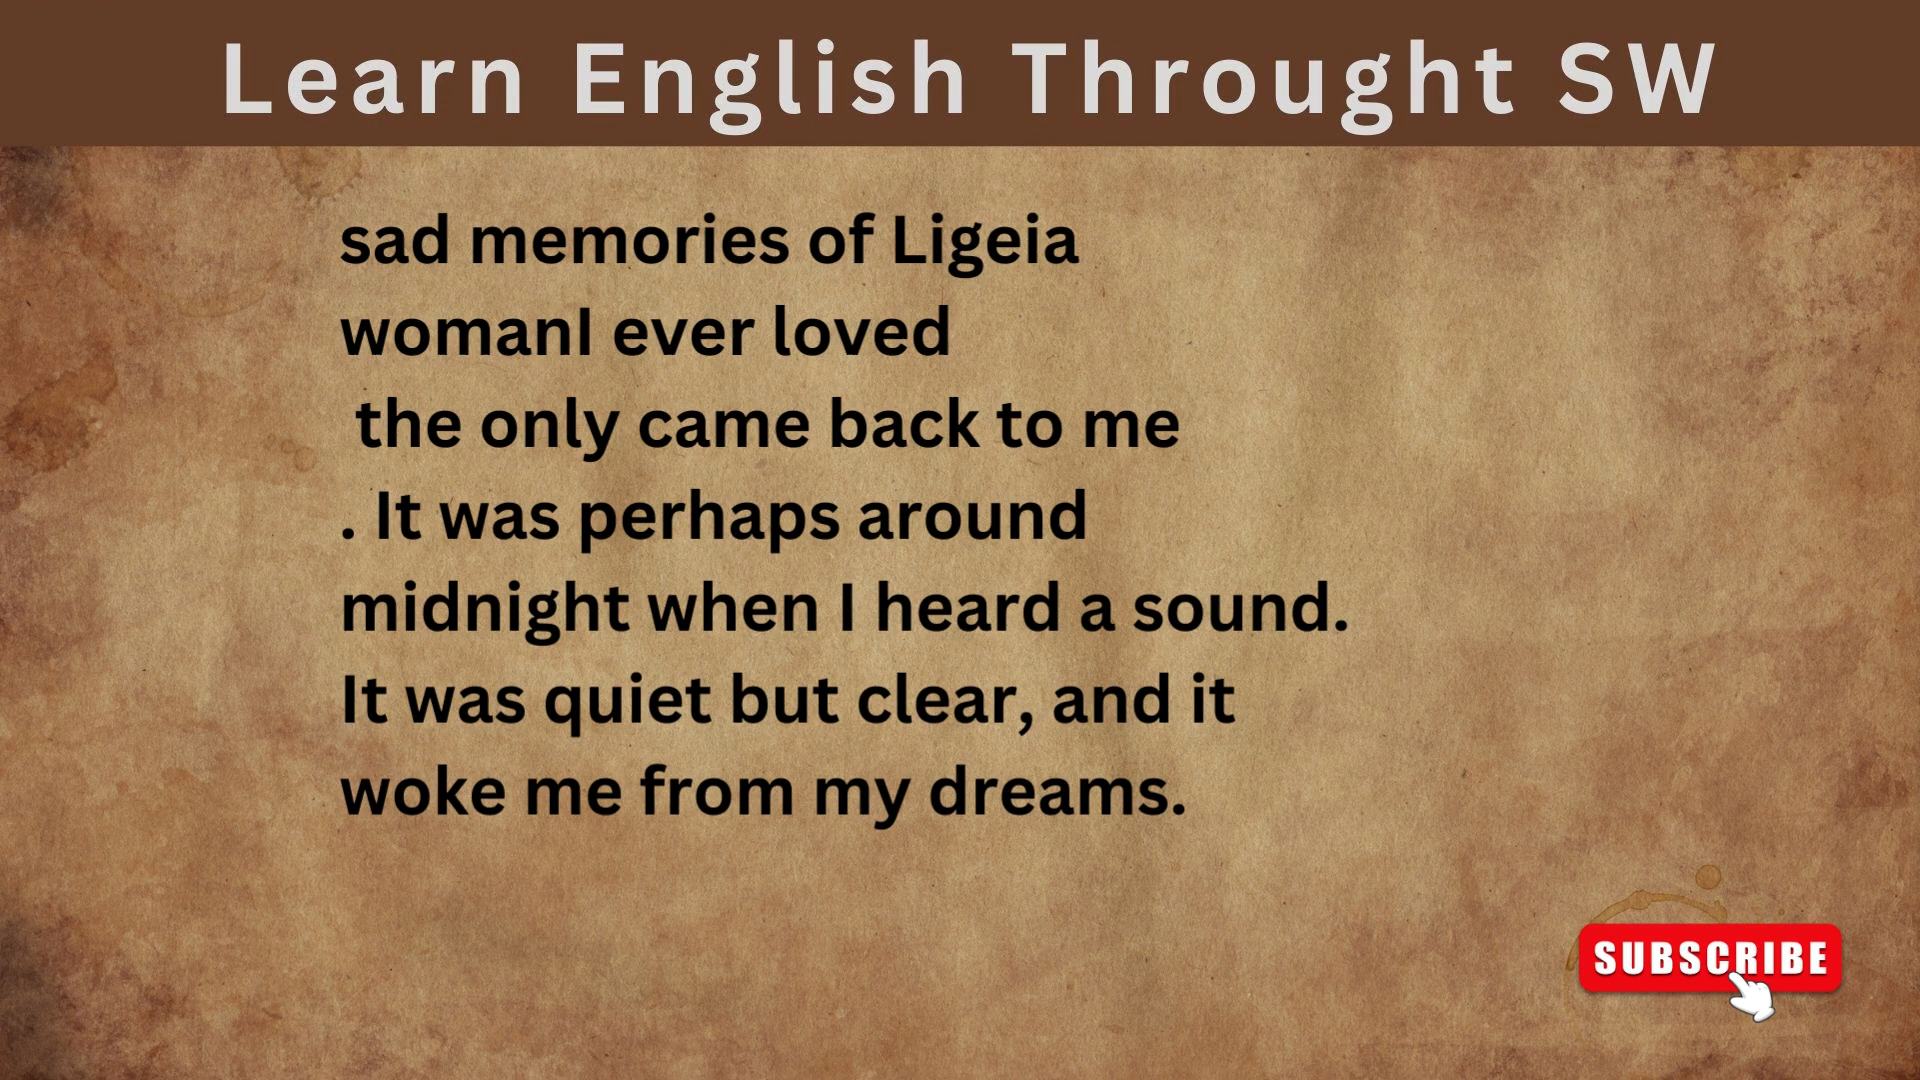 Learn English Throught SW
sad memories of Ligeia
womanI ever loved
the only came back to me
. It was perhaps around
midnight when I heard a sound.
It was quiet but clear, and it
woke me from my dreams.
SUBSCRIBE